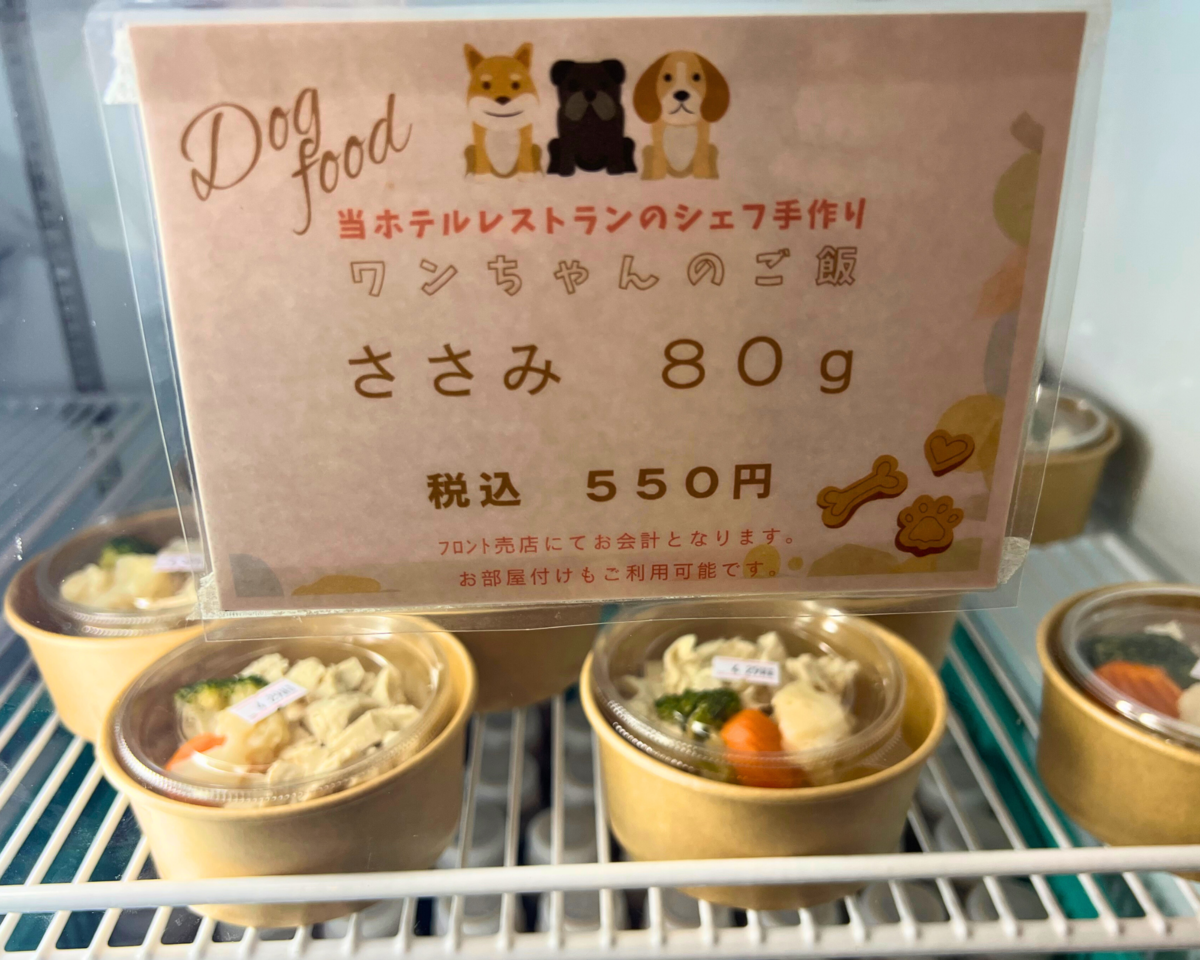 Dog
food
当ホテルレストランのシェフ手作り
ワンちゃんのご飯
ささみ　８０ｇ
税込　５５０円
ﾌﾛﾝﾄ売店にてお会計となります。
お部屋付けもご利用可能です。